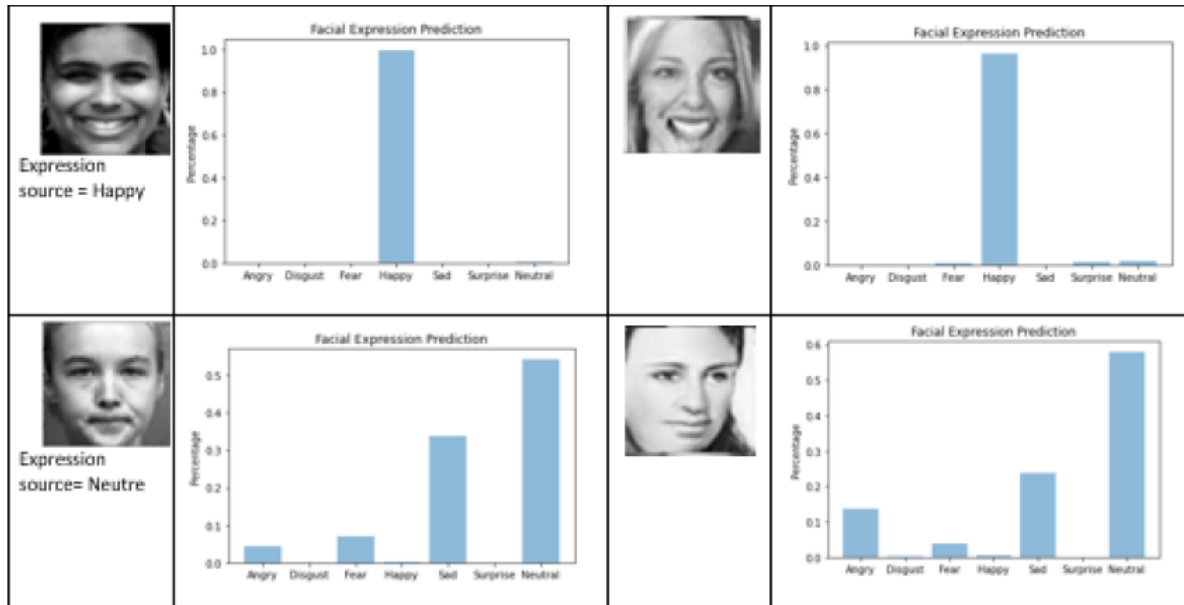 Facial Expression Prediction
1.0
0.8
0.6
0.4
0.2
0.0
Percentage
Angry Disgust Fear Happy Sad Surprise Neutral
Expression
source = Happy
Facial Expression Prediction
1.0
0.8
0.6
0.4
0.2
0.0
Percentage
Angry Disgust Fear Happy Sad Surprise Neutral
Facial Expression Prediction
0.5
0.4
0.3
0.2
0.1
0.0
Percentage
Angry Disgust Fear Happy Sad Surprise Neutral
Expression
source= Neutre
Facial Expression Prediction
0.6
0.5
0.4
0.3
0.2
0.1
0.0
Percentage
Angry Disgust Fear Happy Sad Surprise Neutral